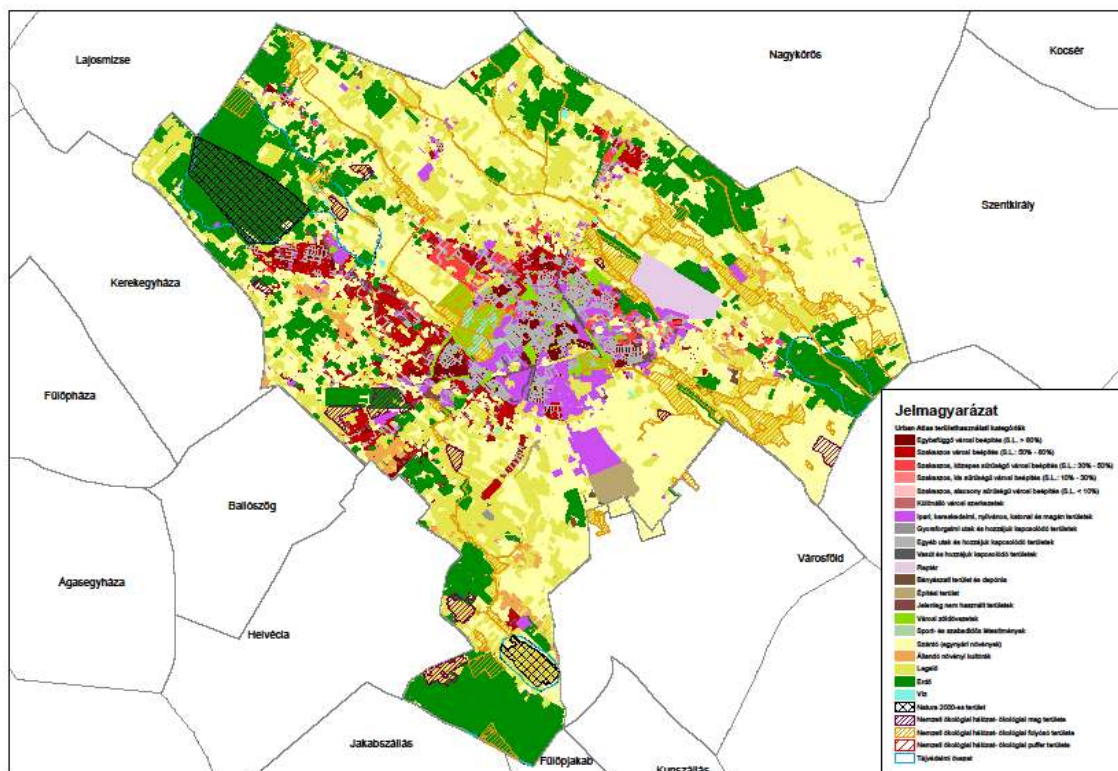 Lajosmizse
Nagykőrös
Kocsér
Szentkirály
Kerekegyháza
Fülöpháza
Ballószög
Ágasegyháza
Helvécia
Városföld
Jakabszállás
Fülöpjakab
Kunszállás
Jelmagyarázat
Urban Atlas területhasználati kategóriák
Egybefüggő városi beépítés (S.L. > 80%)
Szakaszos városi beépítés (S.L.: 50% - 80%)
Szakaszos, közepes sűrűségű városi beépítés (S.L.: 30% - 50%)
Szakaszos, kis sűrűségű városi beépítés (S.L.: 10% - 30%)
Szakaszos, alacsony sűrűségű városi beépítés (S.L. < 10%)
Különálló városi szerkezetek
Ipari, kereskedelmi, nyilvános, katonai és magán területek
Gyorsforgalmi utak és hozzájuk kapcsolódó területek
Egyéb utak és hozzájuk kapcsolódó területek
Vasút és hozzájuk kapcsolódó területek
Reptér
Bányászati terület és depónia
Építési terület
Jelenleg nem használt területek
Városi zöldövezetek
Sport- és szabadidős létesítmények
Szántó (egynyári növények)
Állandó növényi kultúrák
Legelő
Erdő
Víz
Natura 2000-es terület
Nemzeti ökológiai hálózat- ökológiai mag területe
Nemzeti ökológiai hálózat- ökológiai folyosó területe
Nemzeti ökológiai hálózat- ökológiai puffer területe
Tájvédelmi övezet